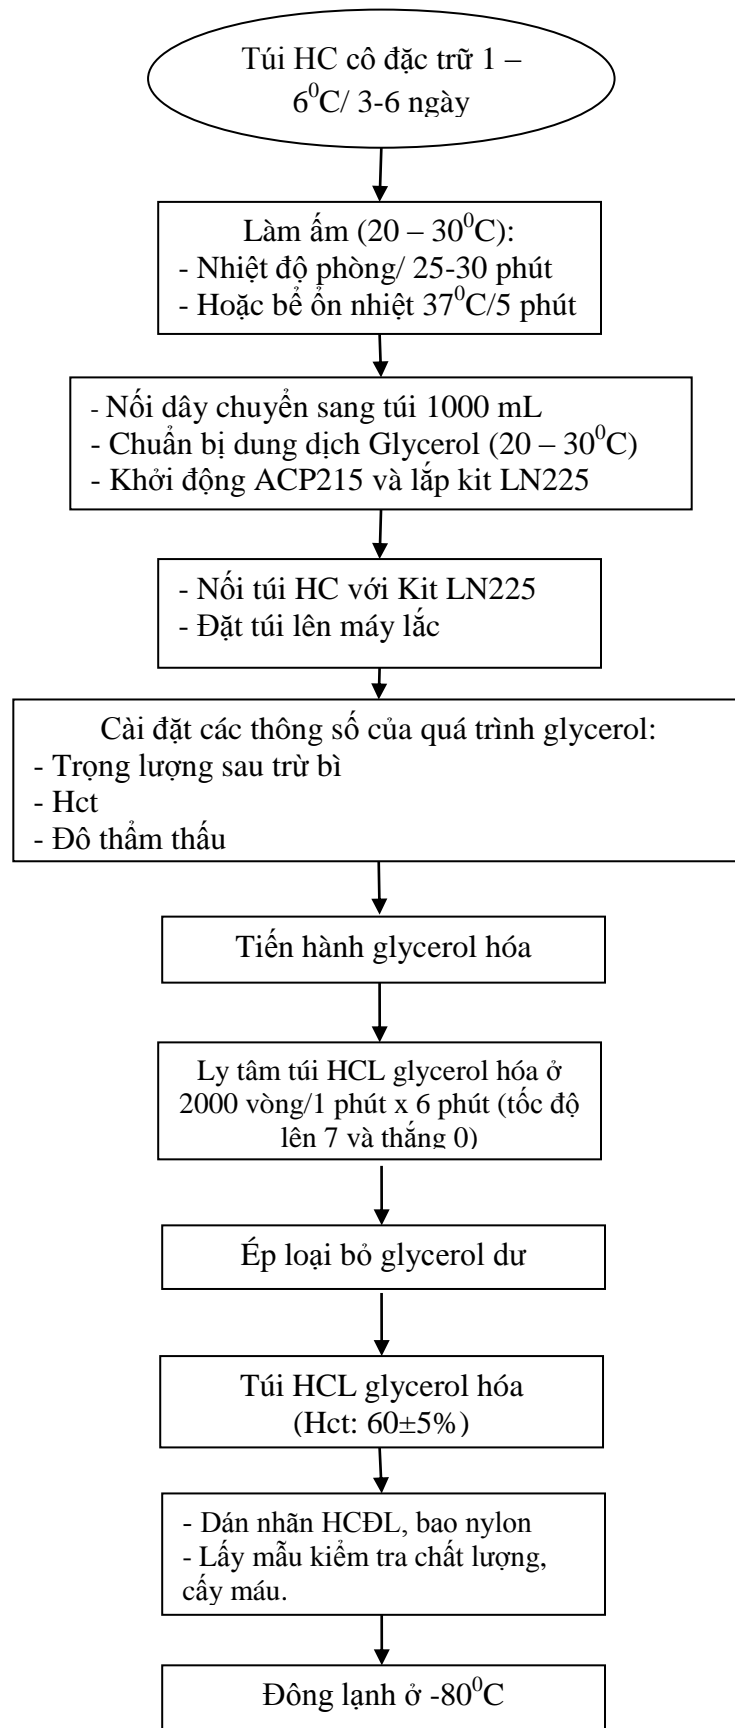 Túi HC cô đặc trữ 1 –
6⁰C/ 3-6 ngày
Làm ấm (20 – 30⁰C):
- Nhiệt độ phòng/ 25-30 phút
- Hoặc bể ổn nhiệt 37⁰C/5 phút
- Nối dây chuyển sang túi 1000 mL
- Chuẩn bị dung dịch Glycerol (20 – 30⁰C)
- Khởi động ACP215 và lắp kit LN225
- Nối túi HC với Kit LN225
- Đặt túi lên máy lắc
Cài đặt các thông số của quá trình glycerol:
- Trọng lượng sau trừ bì
- Hct
- Đô thẩm thấu
Tiến hành glycerol hóa
Ly tâm túi HCL glycerol hóa ở
2000 vòng/1 phút x 6 phút (tốc độ
lên 7 và thắng 0)
Ép loại bỏ glycerol dư
Túi HCL glycerol hóa
(Hct: 60±5%)
- Dán nhãn HCĐL, bao nylon
- Lấy mẫu kiểm tra chất lượng,
cấy máu.
Đông lạnh ở -80⁰C